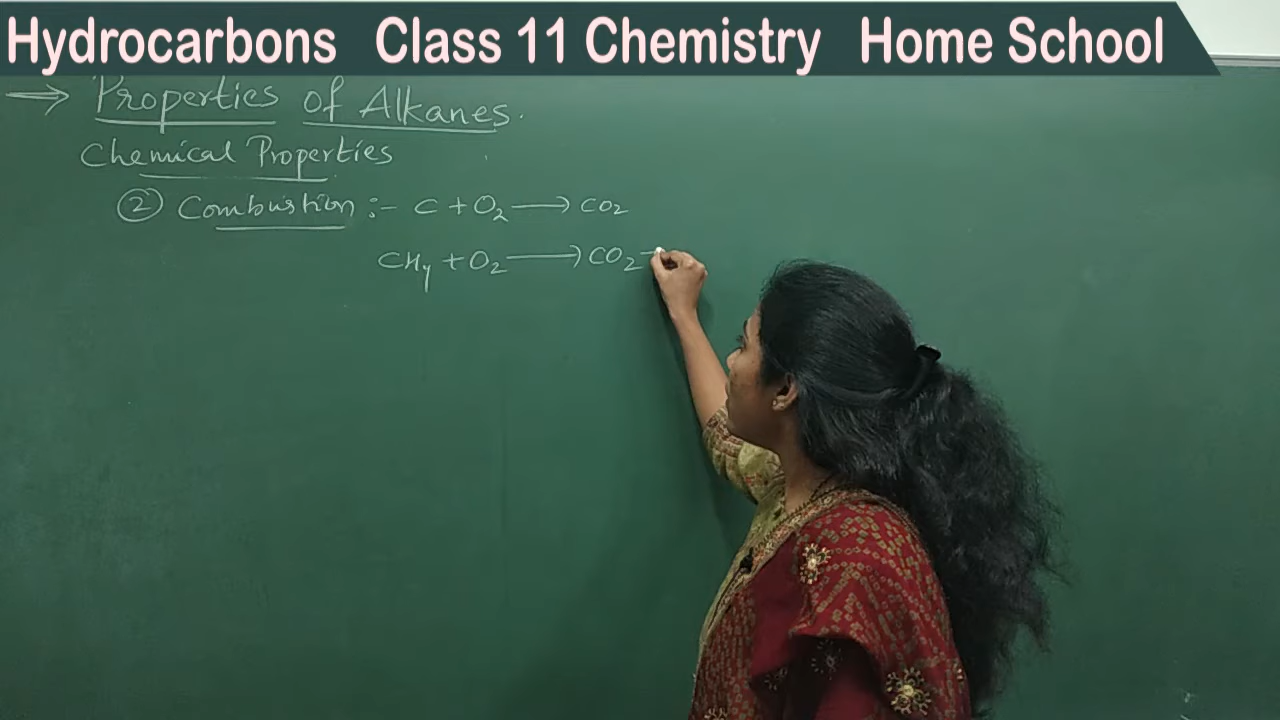 Hydrocarbons Class 11 Chemistry Home School
→ Properties of Alkanes.
Chemical Properties
② Combustion :- C + O₂ → CO₂
CH₄ + O₂ → CO₂